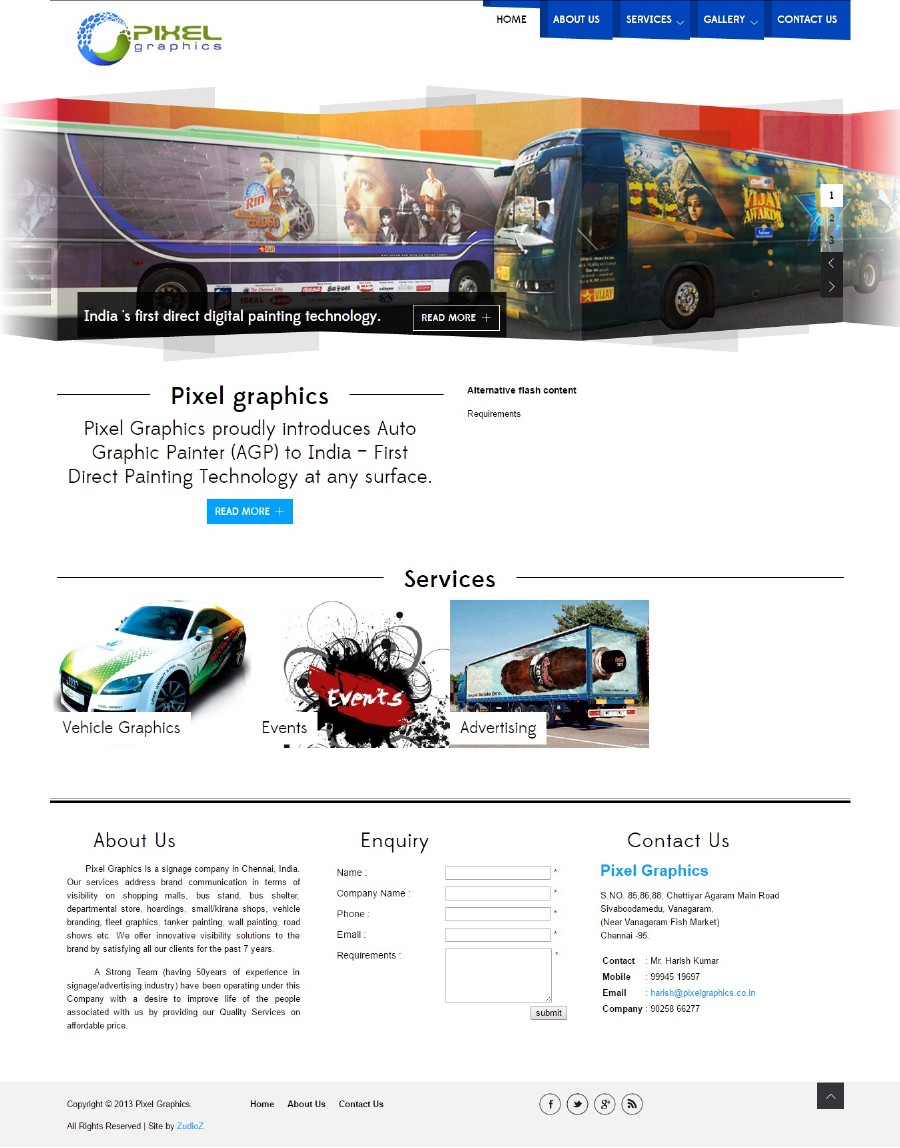 PIXEL
graphics
HOME
ABOUT US
SERVICES
GALLERY
CONTACT US
Rin
VIJAY
AWARDS
VIJAY
IDEAL
1
2
3
India 's first direct digital painting technology.
READ MORE
Pixel graphics
Pixel Graphics proudly introduces Auto
Graphic Painter (AGP) to India – First
Direct Painting Technology at any surface.
READ MORE
Alternative flash content
Requirements
Services
Vehicle Graphics
Events
Events
Advertising
About Us
Pixel Graphics is a signage company in Chennai, India.
Our services address brand communication in terms of
visibility on shopping malls, bus stand, bus shelter,
departmental store, hoardings, small/kirana shops, vehicle
branding, fleet graphics, tanker painting, wall painting, road
shows etc. We offer innovative visibility solutions to the
brand by satisfying all our clients for the past 7 years.
A Strong Team (having 50years of experience in
signage/advertising industry) have been operating under this
Company with a desire to improve life of the people
associated with us by providing our Quality Services on
affordable price.
Enquiry
Name : *
Company Name : *
Phone : *
Email : *
Requirements : *
submit
Contact Us
Pixel Graphics
S.NO. 85,86,88, Chettiyar Agaram Main Road
Sivaboodamedu, Vanagaram,
(Near Vanagaram Fish Market)
Chennai -95.
Contact : Mr. Harish Kumar
Mobile : 99945 19697
Email : harish@pixelgraphics.co.in
Company : 90258 66277
Copyright © 2013 Pixel Graphics.
Home About Us Contact Us
All Rights Reserved | Site by ZudioZ